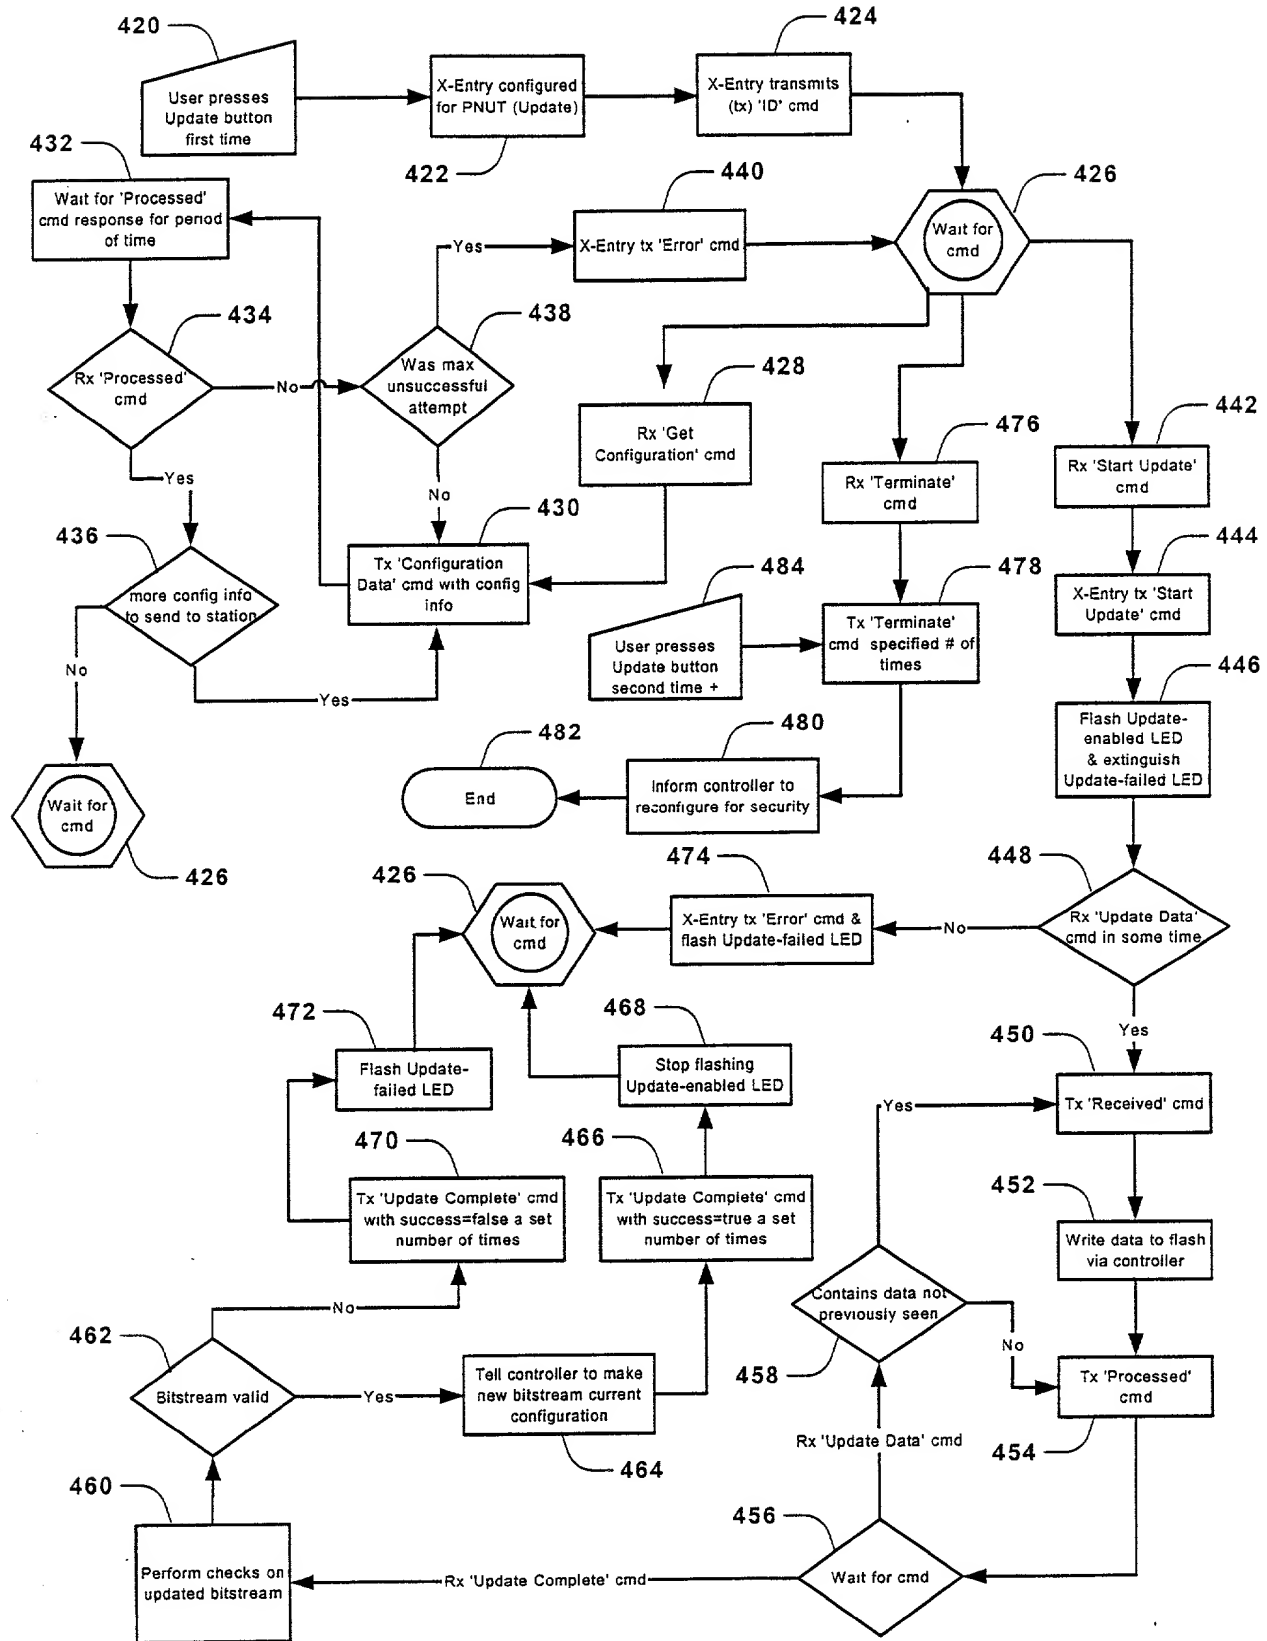 420
User presses
Update button
first time
X-Entry configured
for PNUT (Update)
422
424
X-Entry transmits
(tx) 'ID' cmd
426
Wait for
cmd
432
Wait for 'Processed'
cmd response for period
of time
440
X-Entry tx 'Error' cmd
Yes
434
Rx 'Processed'
cmd
No
438
Was max
unsuccessful
attempt
No
Yes
428
Rx 'Get
Configuration' cmd
430
Tx 'Configuration
Data' cmd with config
info
436
more config info
to send to station
Yes
No
Wait for
cmd
426
476
Rx 'Terminate'
cmd
484
User presses
Update button
second time +
478
Tx 'Terminate'
cmd specified # of
times
480
Inform controller to
reconfigure for security
482
End
442
Rx 'Start Update'
cmd
444
X-Entry tx 'Start
Update' cmd
446
Flash Update-
enabled LED
& extinguish
Update-failed LED
448
Rx 'Update Data'
cmd in some time
No
474
X-Entry tx 'Error' cmd &
flash Update-failed LED
426
Wait for
cmd
Yes
450
Tx 'Received' cmd
452
Write data to flash
via controller
Tx 'Processed'
cmd
454
472
Flash Update-
failed LED
468
Stop flashing
Update-enabled LED
470
Tx 'Update Complete' cmd
with success=false a set
number of times
466
Tx 'Update Complete' cmd
with success=true a set
number of times
Yes
Contains data not
previously seen
458
No
Rx 'Update Data' cmd
456
Wait for cmd
Rx 'Update Complete' cmd
460
Perform checks on
updated bitstream
462
Bitstream valid
No
Yes
Tell controller to make
new bitstream current
configuration
464